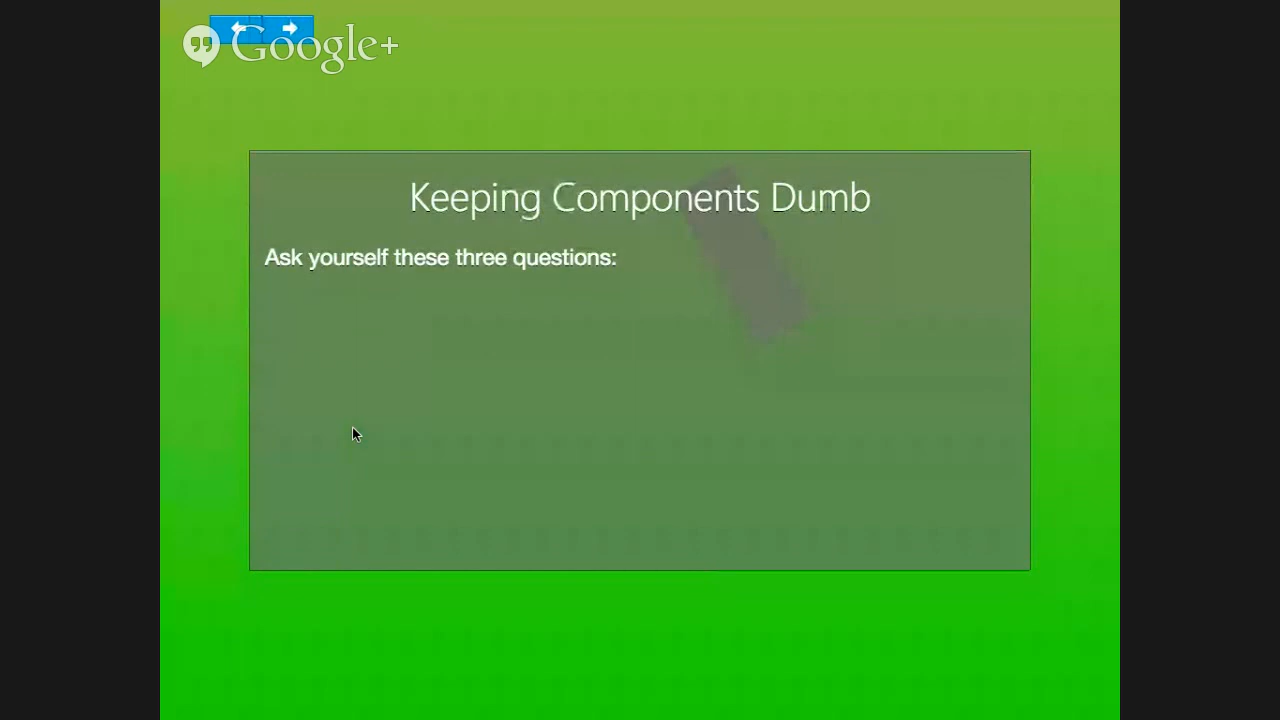 Google+
Keeping Components Dumb
Ask yourself these three questions: